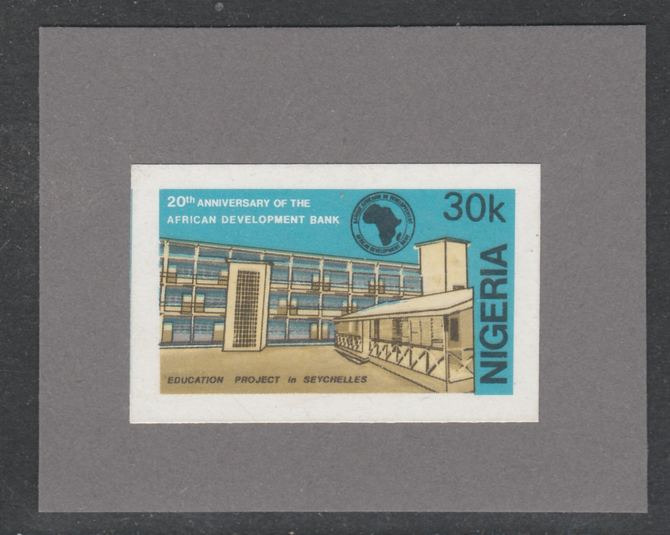 20th ANNIVERSARY OF THE
AFRICAN DEVELOPMENT BANK
30k
NIGERIA
EDUCATION PROJECT in SEYCHELLES